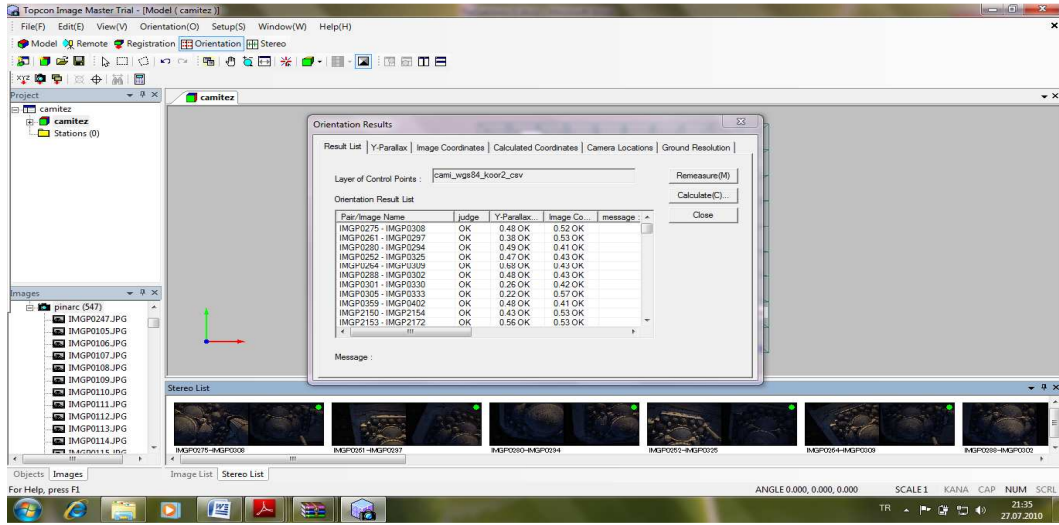 Topcon Image Master Trial - [Model ( camitez )]
File(F) Edit(E) View(V) Orientation(O) Setup(S) Window(W) Help(H)
Model Remote Registration Orientation Stereo
Project
camitez
camitez
Stations (0)
camitez
Orientation Results
Result List Y-Parallax Image Coordinates Calculated Coordinates Camera Locations Ground Resolution
Layer of Control Points : cami_wgs84_koor2_csv
Remeasure(M)
Calculate(C)...
Close
Orientation Result List
Pair/Image Name judge Y-Parallax... Image Co... message :
IMGP0275 - IMGP0308 OK 0.48 OK 0.52 OK
IMGP0261 - IMGP0297 OK 0.38 OK 0.53 OK
IMGP0280 - IMGP0294 OK 0.49 OK 0.41 OK
IMGP0252 - IMGP0325 OK 0.47 OK 0.43 OK
IMGP0264 - IMGP0309 OK 0.68 OK 0.43 OK
IMGP0288 - IMGP0302 OK 0.48 OK 0.43 OK
IMGP0301 - IMGP0330 OK 0.26 OK 0.42 OK
IMGP0305 - IMGP0333 OK 0.22 OK 0.57 OK
IMGP0359 - IMGP0402 OK 0.48 OK 0.41 OK
IMGP2150 - IMGP2154 OK 0.43 OK 0.53 OK
IMGP2153 - IMGP2172 OK 0.56 OK 0.53 OK
Message :
Images
pinarc (547)
IMGP0247.JPG
IMGP0105.JPG
IMGP0106.JPG
IMGP0107.JPG
IMGP0108.JPG
IMGP0109.JPG
IMGP0110.JPG
IMGP0111.JPG
IMGP0112.JPG
IMGP0113.JPG
IMGP0114.JPG
IMGP0115.JPG
Objects Images
Stereo List
IMGP0275-IMGP0308 IMGP0261-IMGP0297 IMGP0280-IMGP0294 IMGP0252-IMGP0325 IMGP0264-IMGP0309 IMGP0288-IMGP0302
Image List Stereo List
For Help, press F1
ANGLE 0.000, 0.000, 0.000 SCALE 1 KANA CAP NUM SCRL
TR
21:35
27.07.2010